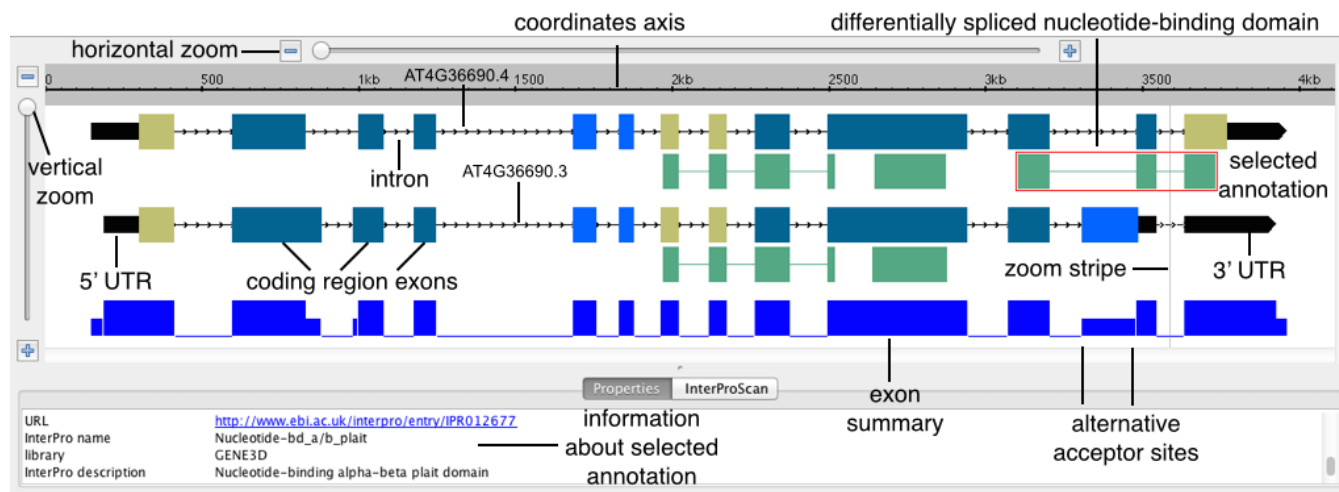 coordinates axis
differentially spliced nucleotide-binding domain
horizontal zoom
0 500 1kb AT4G36690.4 1500 2kb 2500 3kb 3500 4kb
vertical
zoom
intron
AT4G36690.3
selected
annotation
5' UTR
coding region exons
zoom stripe
3' UTR
Properties InterProScan
exon
summary
alternative
acceptor sites
URL http://www.ebi.ac.uk/interpro/entry/IPR012677
InterPro name Nucleotide-bd_a/b_plait
library GENE3D
InterPro description Nucleotide-binding alpha-beta plait domain
information
about selected
annotation